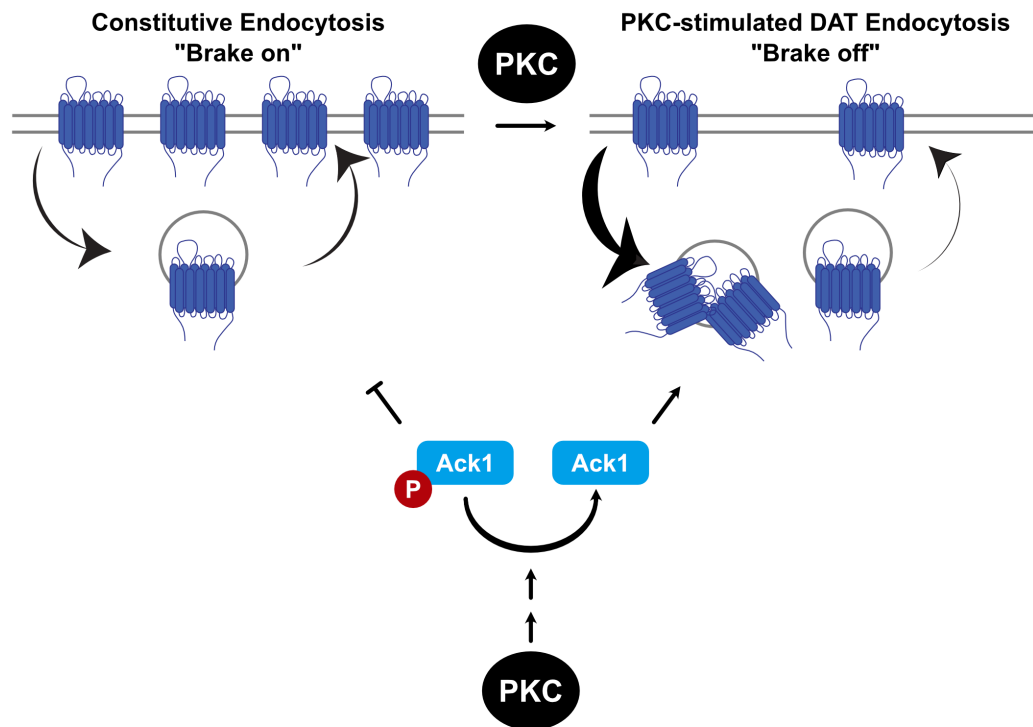 Constitutive Endocytosis
"Brake on"
PKC
PKC-stimulated DAT Endocytosis
"Brake off"
Ack1
P
Ack1
PKC